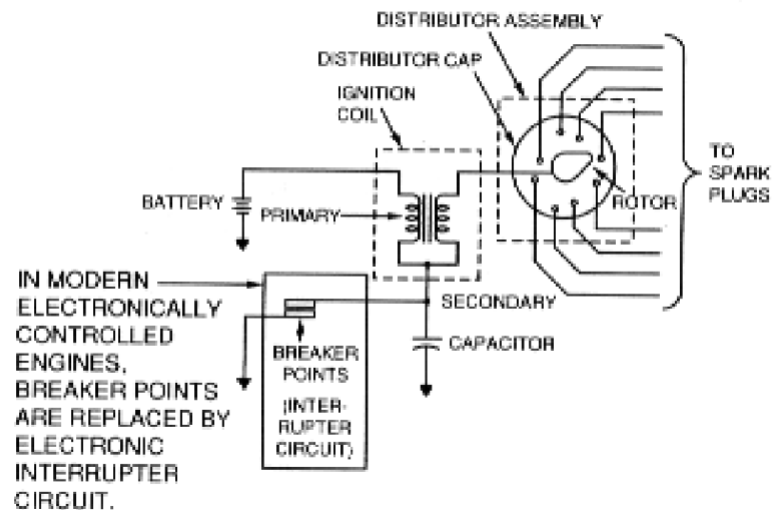 DISTRIBUTOR ASSEMBLY
DISTRIBUTOR CAP
IGNITION
COIL
TO
SPARK
PLUGS
BATTERY
PRIMARY
ROTOR
IN MODERN
ELECTRONICALLY
CONTROLLED
ENGINES,
BREAKER POINTS
ARE REPLACED BY
ELECTRONIC
INTERRUPTER
CIRCUIT.
SECONDARY
CAPACITOR
BREAKER
POINTS
(INTER-
RUPTER
CIRCUIT)